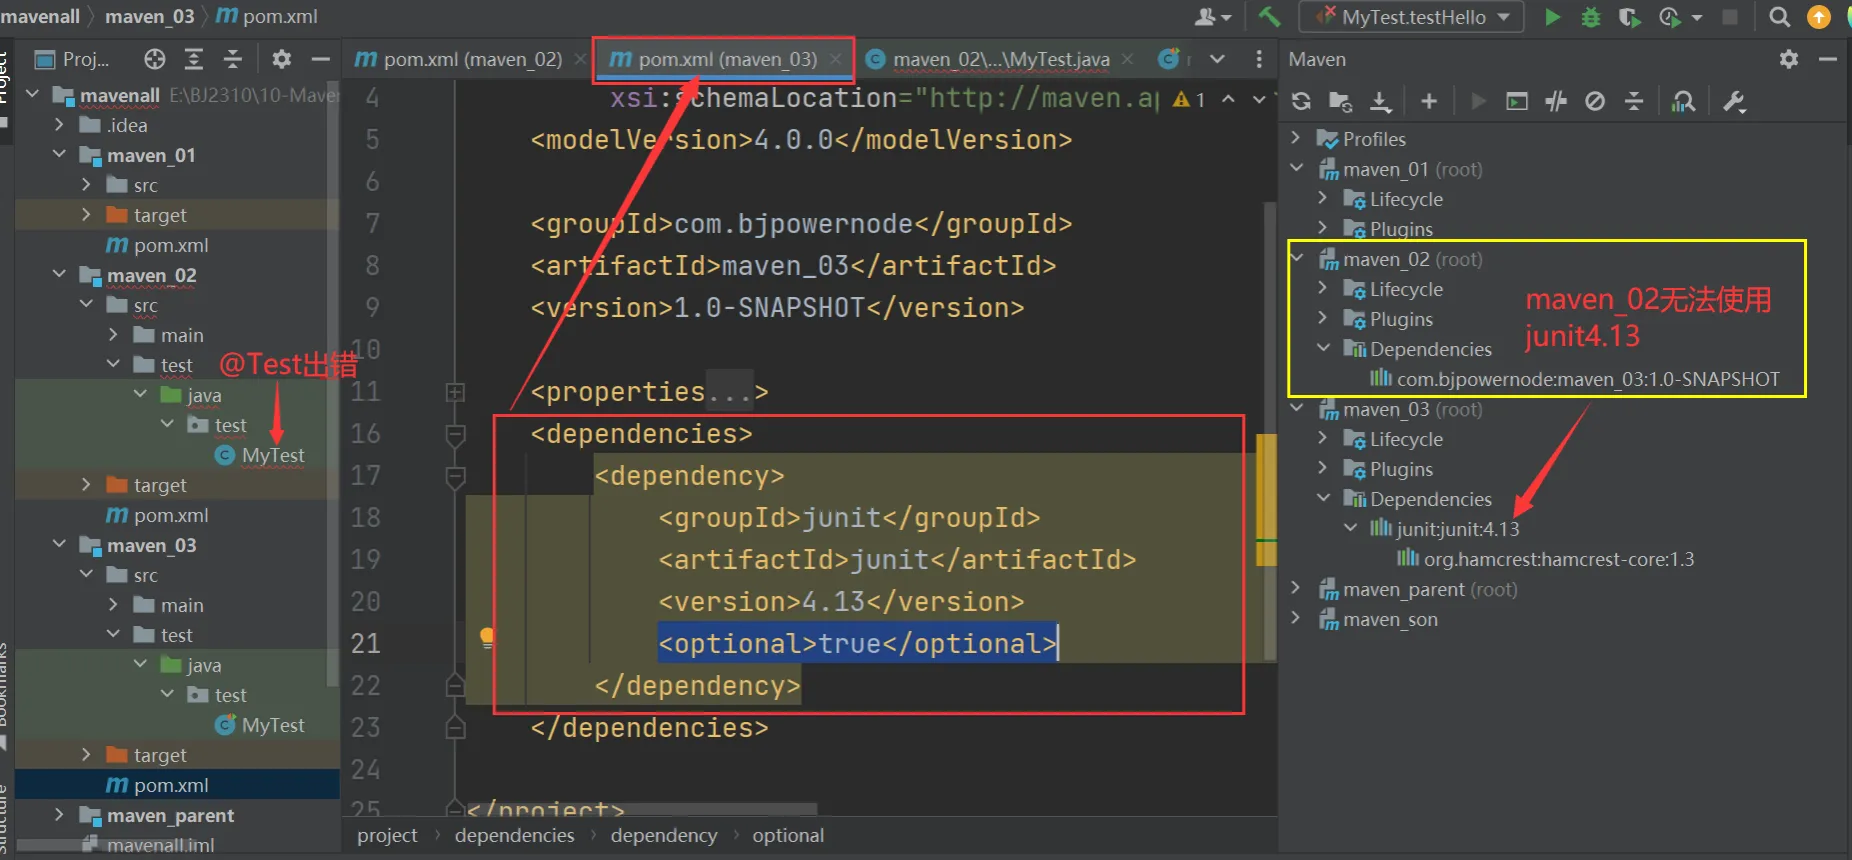 mavenall maven_03 pom.xml
MyTest.testHello
Project
Proj...
pom.xml (maven_02)
pom.xml (maven_03)
maven_02\...\MyTest.java
Maven
mavenall E:\BJ2310\10-Maver
.idea
maven_01
src
target
pom.xml
maven_02
src
main
test
@Test出错
java
test
MyTest
target
pom.xml
maven_03
src
main
test
java
test
MyTest
target
pom.xml
maven_parent
mavenall.iml
Bookmarks
Structure
4 xsi:schemaLocation="http://maven.ap
1
5 <modelVersion>4.0.0</modelVersion>
6
7 <groupId>com.bjpowernode</groupId>
8 <artifactId>maven_03</artifactId>
9 <version>1.0-SNAPSHOT</version>
10
11 <properties...>
16 <dependencies>
17 <dependency>
18 <groupId>junit</groupId>
19 <artifactId>junit</artifactId>
20 <version>4.13</version>
21 <optional>true</optional>
22 </dependency>
23 </dependencies>
24
25 </project>
project dependencies dependency optional
Profiles
maven_01 (root)
Lifecycle
Plugins
maven_02 (root)
Lifecycle
Plugins
Dependencies
com.bjpowernode:maven_03:1.0-SNAPSHOT
maven_02无法使用
junit4.13
maven_03 (root)
Lifecycle
Plugins
Dependencies
junit:junit:4.13
org.hamcrest:hamcrest-core:1.3
maven_parent (root)
maven_son